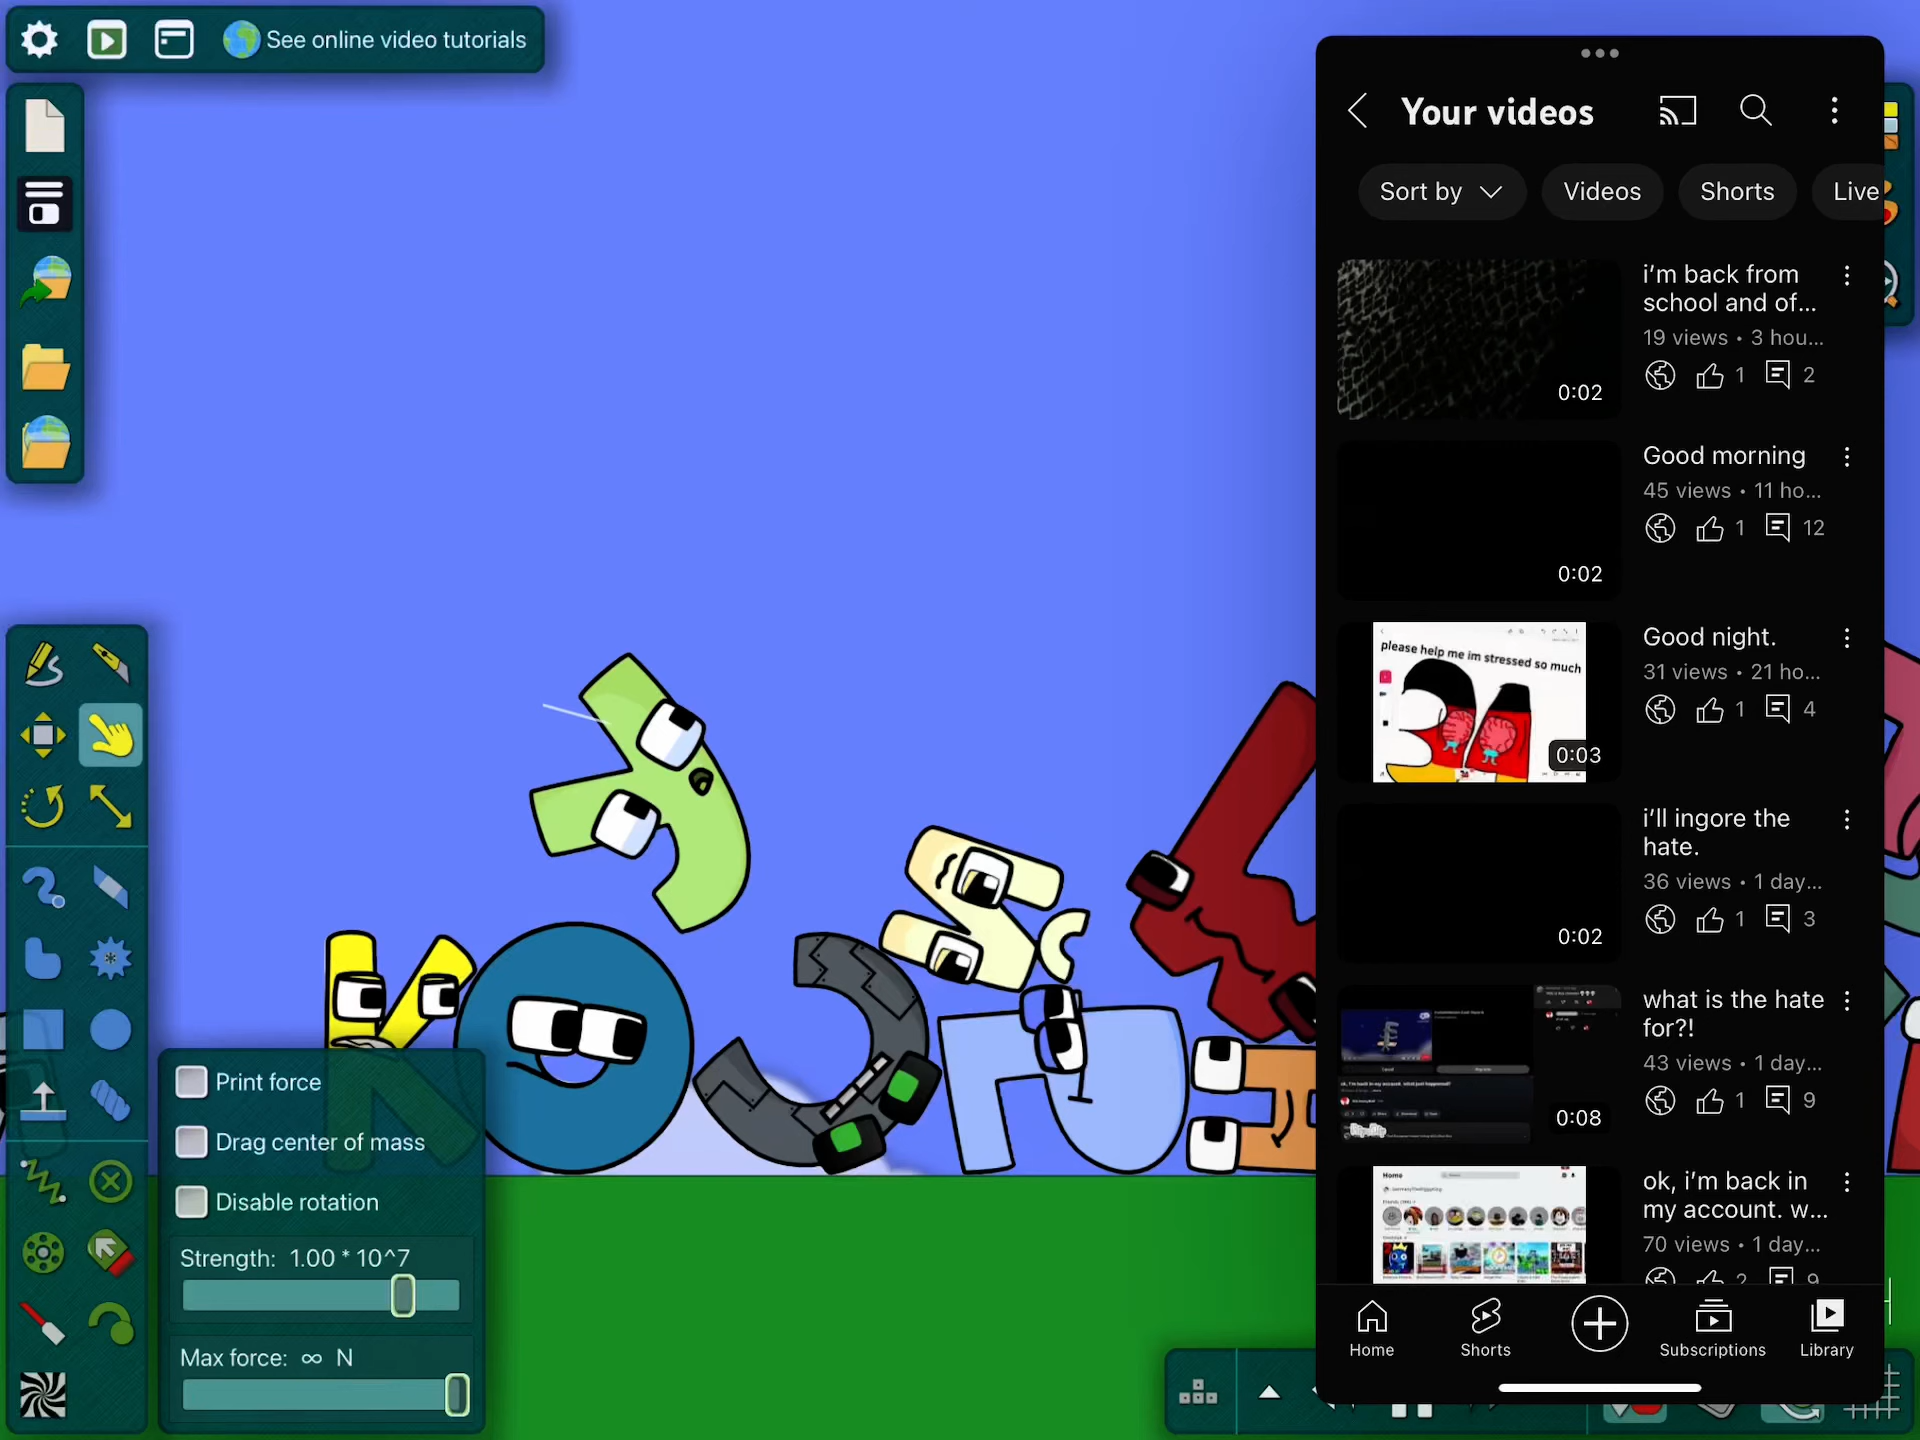 See online video tutorials
Print force
Drag center of mass
Disable rotation
Strength: 1.00 * 10^7
Max force: ∞ N
Your videos
Sort by
Videos
Shorts
Live
i'm back from
school and of...
19 views • 3 hou...
1
2
0:02
Good morning
45 views • 11 ho...
1
12
0:02
please help me im stressed so much
Good night.
31 views • 21 ho...
1
4
0:03
i'll ingore the
hate.
36 views • 1 day...
1
3
0:02
what is the hate
for?!
43 views • 1 day...
1
9
0:08
Home
ok, i'm back in
my account. w...
70 views • 1 day...
2
9
Home
Shorts
Subscriptions
Library